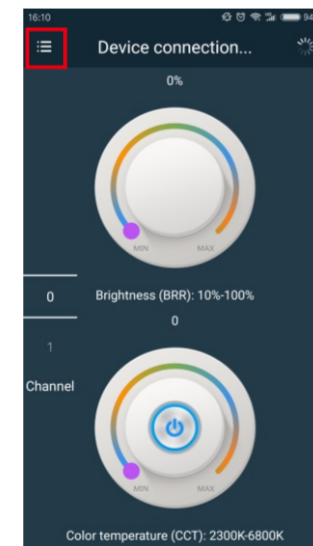 16:10 94
Device connection...
0%
MIN MAX
0
Brightness (BRR): 10%-100%
0
1
Channel
MIN MAX
Color temperature (CCT): 2300K-6800K